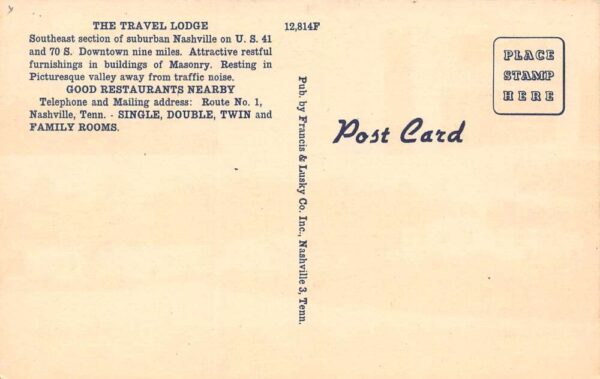 THE TRAVEL LODGE
Southeast section of suburban Nashville on U. S. 41
and 70 S. Downtown nine miles. Attractive restful
furnishings in buildings of Masonry. Resting in
Picturesque valley away from traffic noise.
GOOD RESTAURANTS NEARBY
Telephone and Mailing address: Route No. 1,
Nashville, Tenn. - SINGLE, DOUBLE, TWIN and
FAMILY ROOMS.
12,814F
Pub. by Francis & Lusky Co. Inc., Nashville 3, Tenn.
Post Card
PLACE
STAMP
HERE